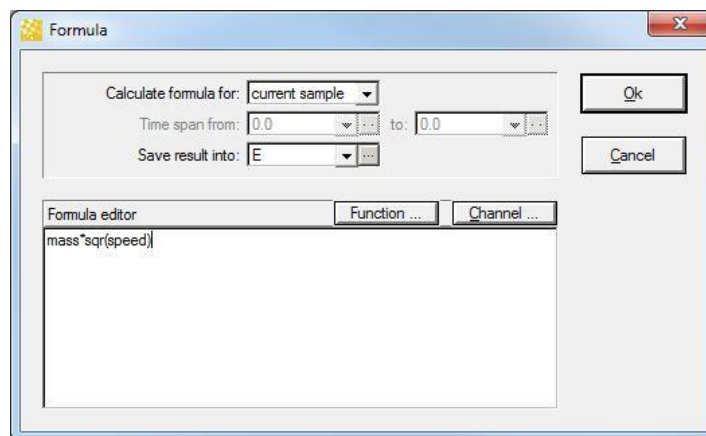 Formula
Calculate formula for: current sample
Ok
Time span from: 0.0 to: 0.0
Save result into: E
Cancel
Formula editor Function ... Channel ...
mass*sqr(speed)